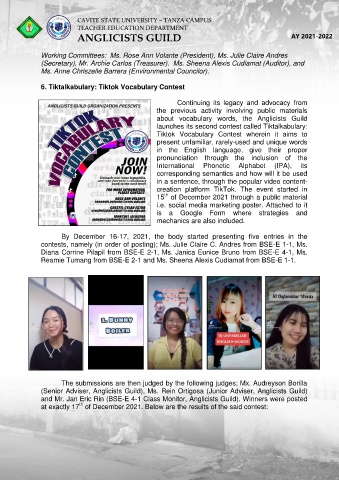 CAVITE STATE UNIVERSITY – TANZA CAMPUS
TEACHER EDUCATION DEPARTMENT
ANGLICISTS GUILD
AY 2021-2022
Working Committees: Ms. Rose Ann Volante (President), Ms. Julie Claire Andres
(Secretary), Mr. Archie Carlos (Treasurer). Ms. Sheena Alexis Cudiamat (Auditor), and
Ms. Anne Chriszelle Barrera (Environmental Councilor).
6. Tiktalkabulary: Tiktok Vocabulary Contest
ANGLICISTS GUILD ORGANIZATION PRESENTS
TIKTOK
VOCABULARY
CONTEST
JOIN
NOW!
Continuing its legacy and advocacy from
the previous activity involving public materials
about vocabulary words, the Anglicists Guild
launches its second contest called Tiktalkabulary:
Tiktok Vocabulary Contest wherein it aims to
present unfamiliar, rarely-used and unique words
in the English language, give their proper
pronunciation through the inclusion of the
International Phonetic Alphabet (IPA), its
corresponding semantics and how will it be used
in a sentence, through the popular video content-
creation platform TikTok. The event started in
15th of December 2021 through a public material
i.e. social media marketing poster. Attached to it
is a Google Form where strategies and
mechanics are also included.
By December 16-17, 2021, the body started presenting five entries in the
contests, namely (in order of posting); Ms. Julie Claire C. Andres from BSE-E 1-1, Ms.
Diana Corrine Pilapil from BSE-E 2-1, Ms. Janica Eunice Bruno from BSE-E 4-1, Ms.
Resmie Tumang from BSE-E 2-1 and Ms. Sheena Alexis Cudiamat from BSE-E 1-1.
1. BUNNY
BOILER
10 UNFAMILIAR
ENGLISH WORDS
10 Unfamiliar Words
The submissions are then judged by the following judges; Mx. Audreyson Borilla
(Senior Adviser, Anglicists Guild), Ms. Rein Ortigosa (Junior Adviser, Anglicists Guild)
and Mr. Jan Eric Rin (BSE-E 4-1 Class Monitor, Anglicists Guild). Winners were posted
at exactly 17th of December 2021. Below are the results of the said contest: